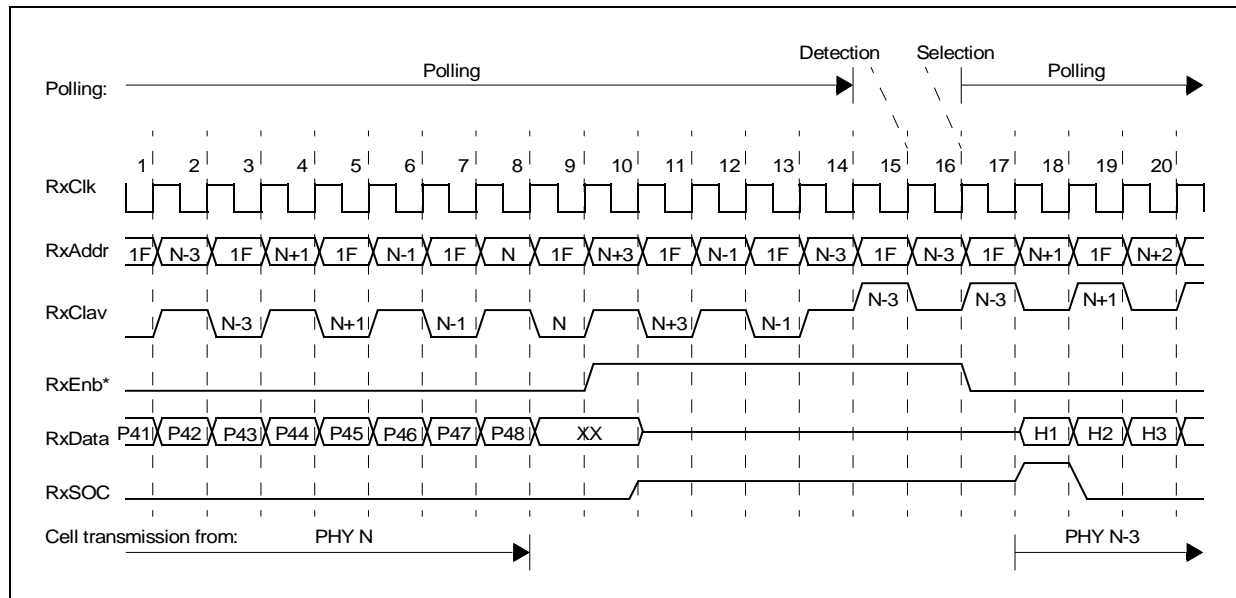 Detection Selection
Polling: Polling Polling
1 2 3 4 5 6 7 8 9 10 11 12 13 14 15 16 17 18 19 20
RxClk
RxAddr 1F N-3 1F N+1 1F N-1 1F N 1F N+3 1F N-1 1F N-3 1F N-3 1F N+1 1F N+2
RxClav N-3 N+1 N-1 N N+3 N-1 N-3 N-3 N+1
RxEnb*
RxData P41 P42 P43 P44 P45 P46 P47 P48 XX H1 H2 H3
RxSOC
Cell transmission from: PHY N PHY N-3